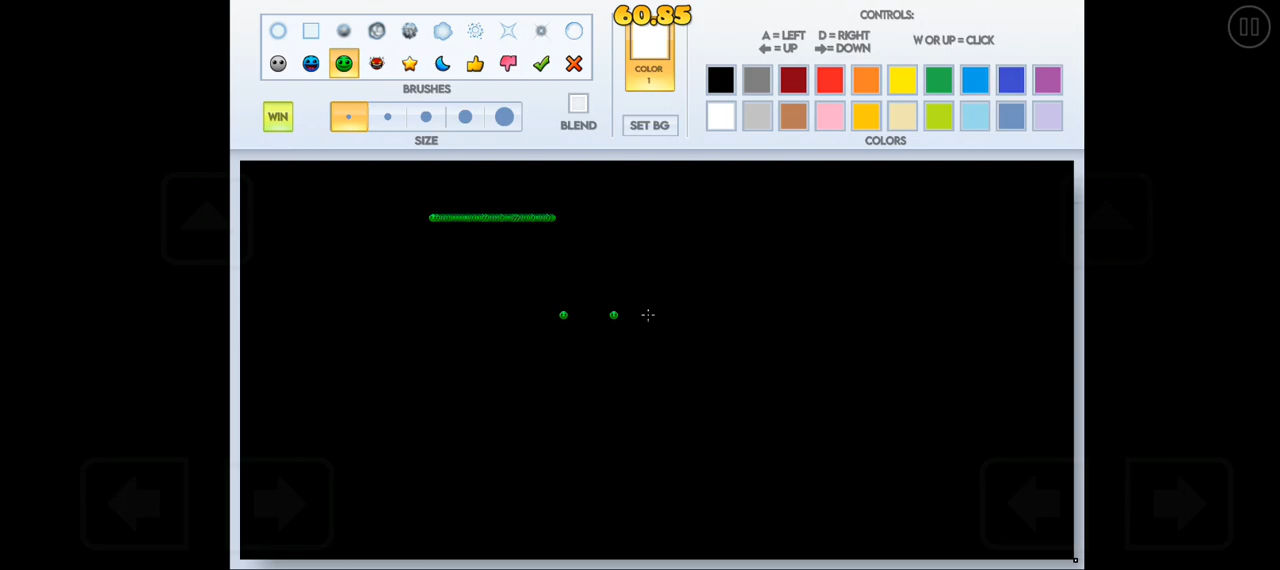 60.85
CONTROLS:
A = LEFT D = RIGHT
= UP = DOWN
W OR UP = CLICK
COLOR
1
BRUSHES
WIN
SIZE
BLEND
SET BG
COLORS